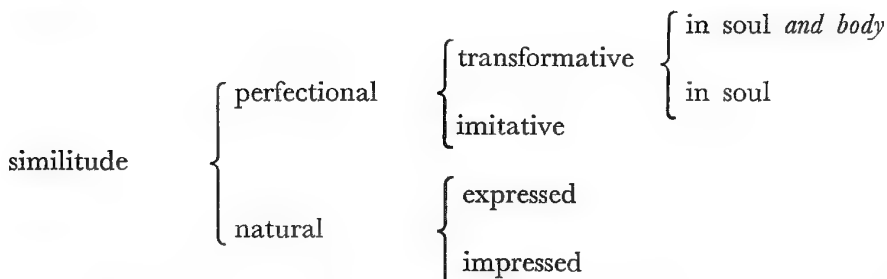 in soul and body
transformative
perfectional
in soul
imitative
similitude
expressed
natural
impressed